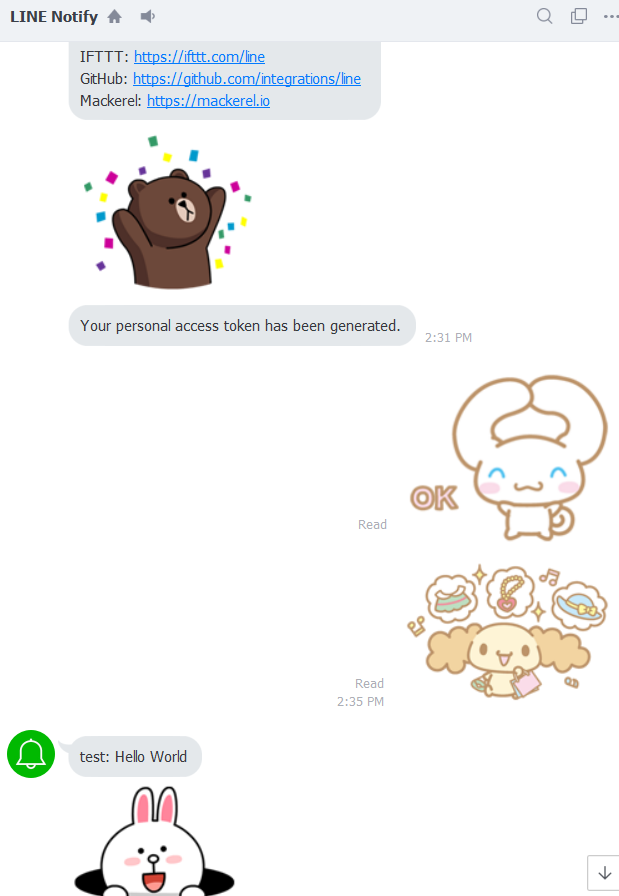 LINE Notify
IFTTT: https://ifttt.com/line
GitHub: https://github.com/integrations/line
Mackerel: https://mackerel.io
Your personal access token has been generated.
2:31 PM
OK
Read
Read
2:35 PM
test: Hello World